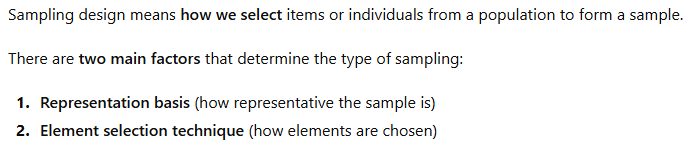 Sampling design means how we select items or individuals from a population to form a sample.
There are two main factors that determine the type of sampling:
1. Representation basis (how representative the sample is)
2. Element selection technique (how elements are chosen)